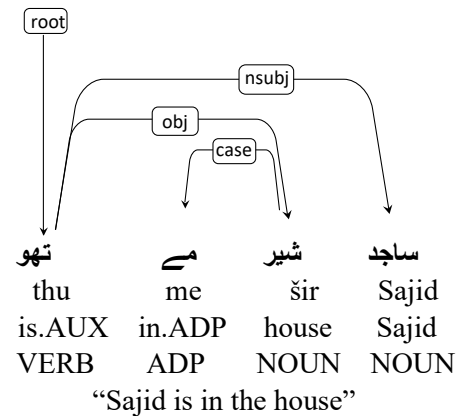 root
nsubj
obj
case
ساجد شیر مے تھو
thu me šir Sajid
is.AUX in.ADP house Sajid
VERB ADP NOUN NOUN
“Sajid is in the house”